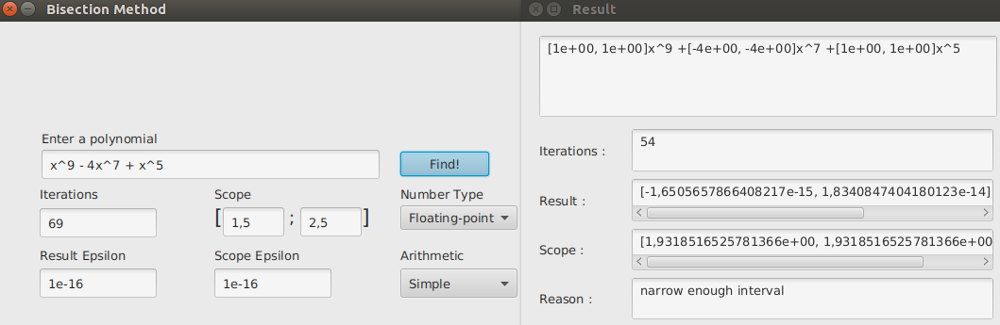 Bisection Method
Enter a polynomial
x^9 - 4x^7 + x^5
Find!
Iterations
Scope
Number Type
69
[ 1,5 ; 2,5 ]
Floating-point
Result Epsilon
Scope Epsilon
Arithmetic
1e-16
1e-16
Simple
Result
[1e+00, 1e+00]x^9 +[-4e+00, -4e+00]x^7 +[1e+00, 1e+00]x^5
Iterations :
54
Result :
[-1,6505657866408217e-15, 1,8340847404180123e-14]
Scope :
[1,9318516525781366e+00, 1,9318516525781366e+00
Reason :
narrow enough interval